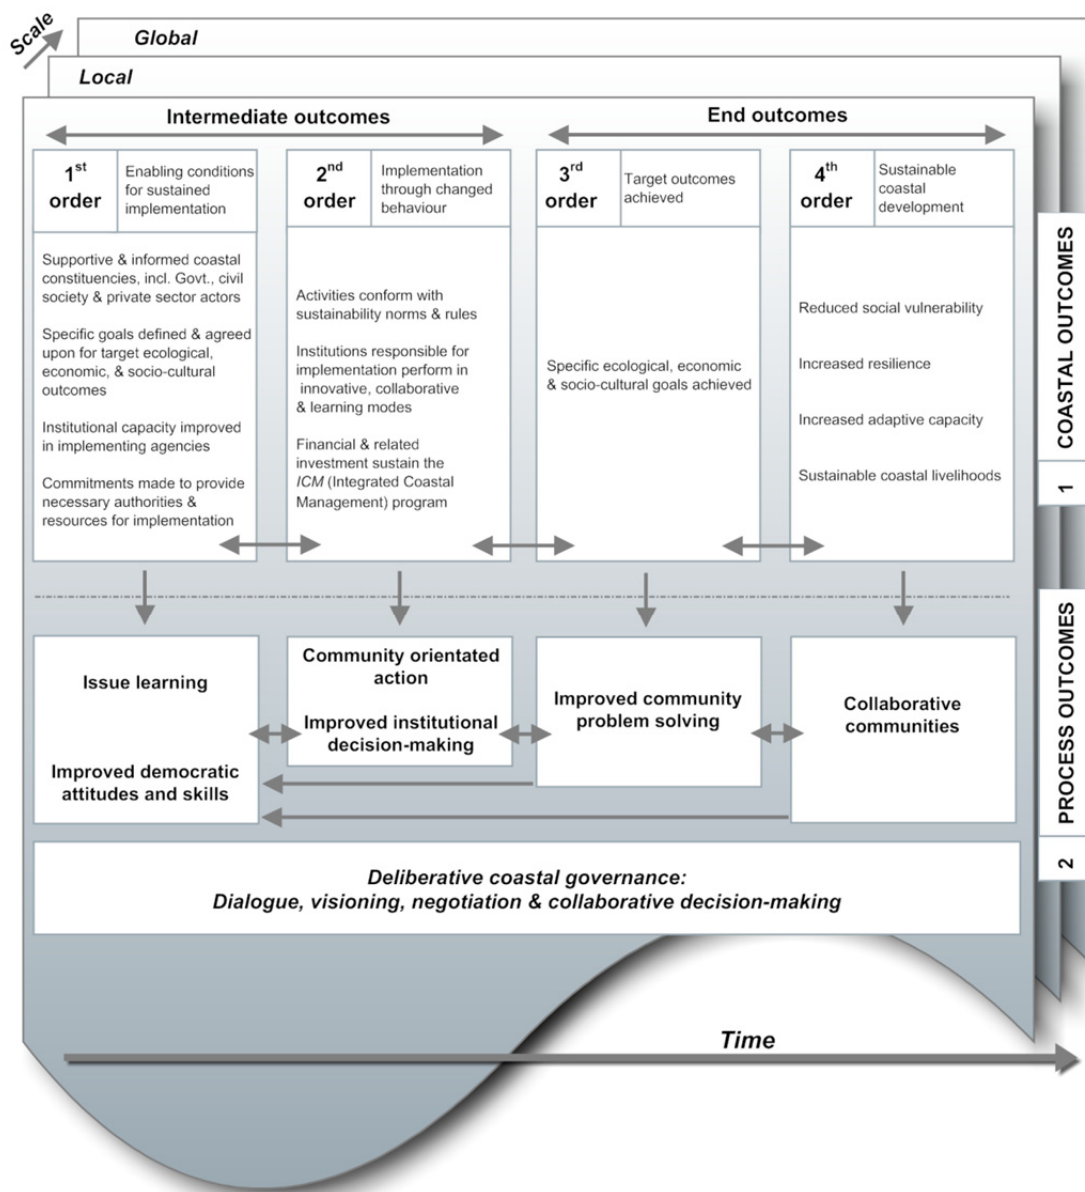 Scale
Global
Local
Intermediate outcomes
End outcomes
1st
order
Enabling conditions
for sustained
implementation
2nd
order
Implementation
through changed
behaviour
3rd
order
Target outcomes
achieved
4th
order
Sustainable
coastal
development
Supportive & informed coastal
constituencies, incl. Govt., civil
society & private sector actors
Specific goals defined & agreed
upon for target ecological,
economic, & socio-cultural
outcomes
Institutional capacity improved
in implementing agencies
Commitments made to provide
necessary authorities &
resources for implementation
Activities conform with
sustainability norms & rules
Institutions responsible for
implementation perform in
innovative, collaborative
& learning modes
Financial & related
investment sustain the
ICM (Integrated Coastal
Management) program
Specific ecological, economic
& socio-cultural goals achieved
Reduced social vulnerability
Increased resilience
Increased adaptive capacity
Sustainable coastal livelihoods
COASTAL OUTCOMES
1
Issue learning
Improved democratic
attitudes and skills
Community orientated
action
Improved institutional
decision-making
Improved community
problem solving
Collaborative
communities
PROCESS OUTCOMES
2
Deliberative coastal governance:
Dialogue, visioning, negotiation & collaborative decision-making
Time